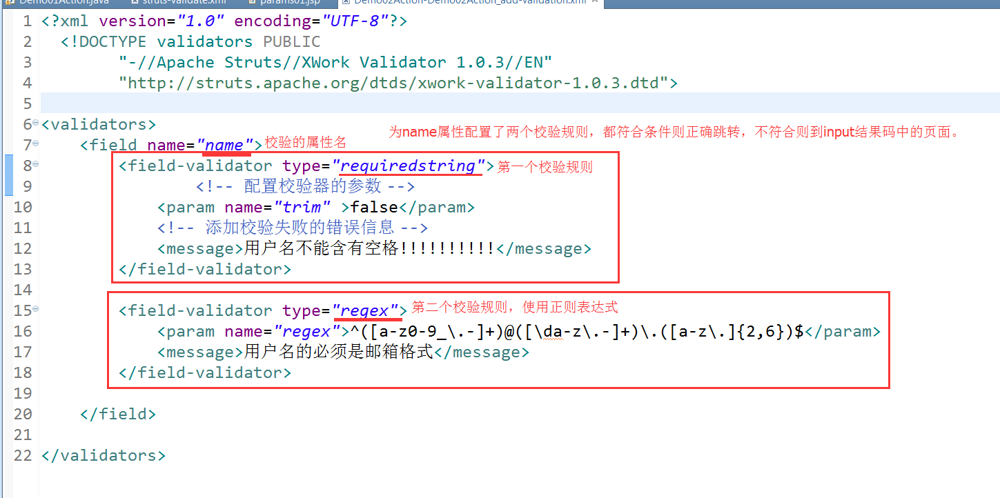 Demo01Action.java struts-validate.xml params01.jsp Demo02Action-Demo02Action_add-validation.xml
1 <?xml version="1.0" encoding="UTF-8"?>
2 <!DOCTYPE validators PUBLIC
3 "-//Apache Struts//XWork Validator 1.0.3//EN"
4 "http://struts.apache.org/dtds/xwork-validator-1.0.3.dtd">
5
6 <validators>
为name属性配置了两个校验规则，都符合条件则正确跳转，不符合则到input结果码中的页面。
7 <field name="name"> 校验的属性名
8 <field-validator type="requiredstring"> 第一个校验规则
9 <!-- 配置校验器的参数 -->
10 <param name="trim" >false</param>
11 <!-- 添加校验失败的错误信息 -->
12 <message>用户名不能含有空格!!!!!!!!!!</message>
13 </field-validator>
14
15 <field-validator type="regex"> 第二个校验规则，使用正则表达式
16 <param name="regex">^([a-z0-9_\.-]+)@([\da-z\.-]+)\.([a-z\.]{2,6})$</param>
17 <message>用户名的必须是邮箱格式</message>
18 </field-validator>
19
20 </field>
21
22 </validators>